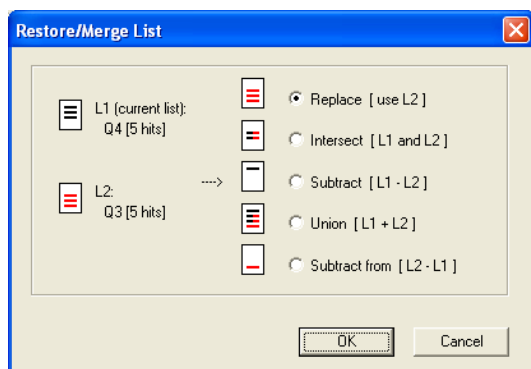 Restore/Merge List
L1 (current list):
Q4 [5 hits]
L2:
Q3 [5 hits]
---->
Replace [ use L2 ]
Intersect [ L1 and L2 ]
Subtract [ L1 - L2 ]
Union [ L1 + L2 ]
Subtract from [ L2 - L1 ]
OK
Cancel